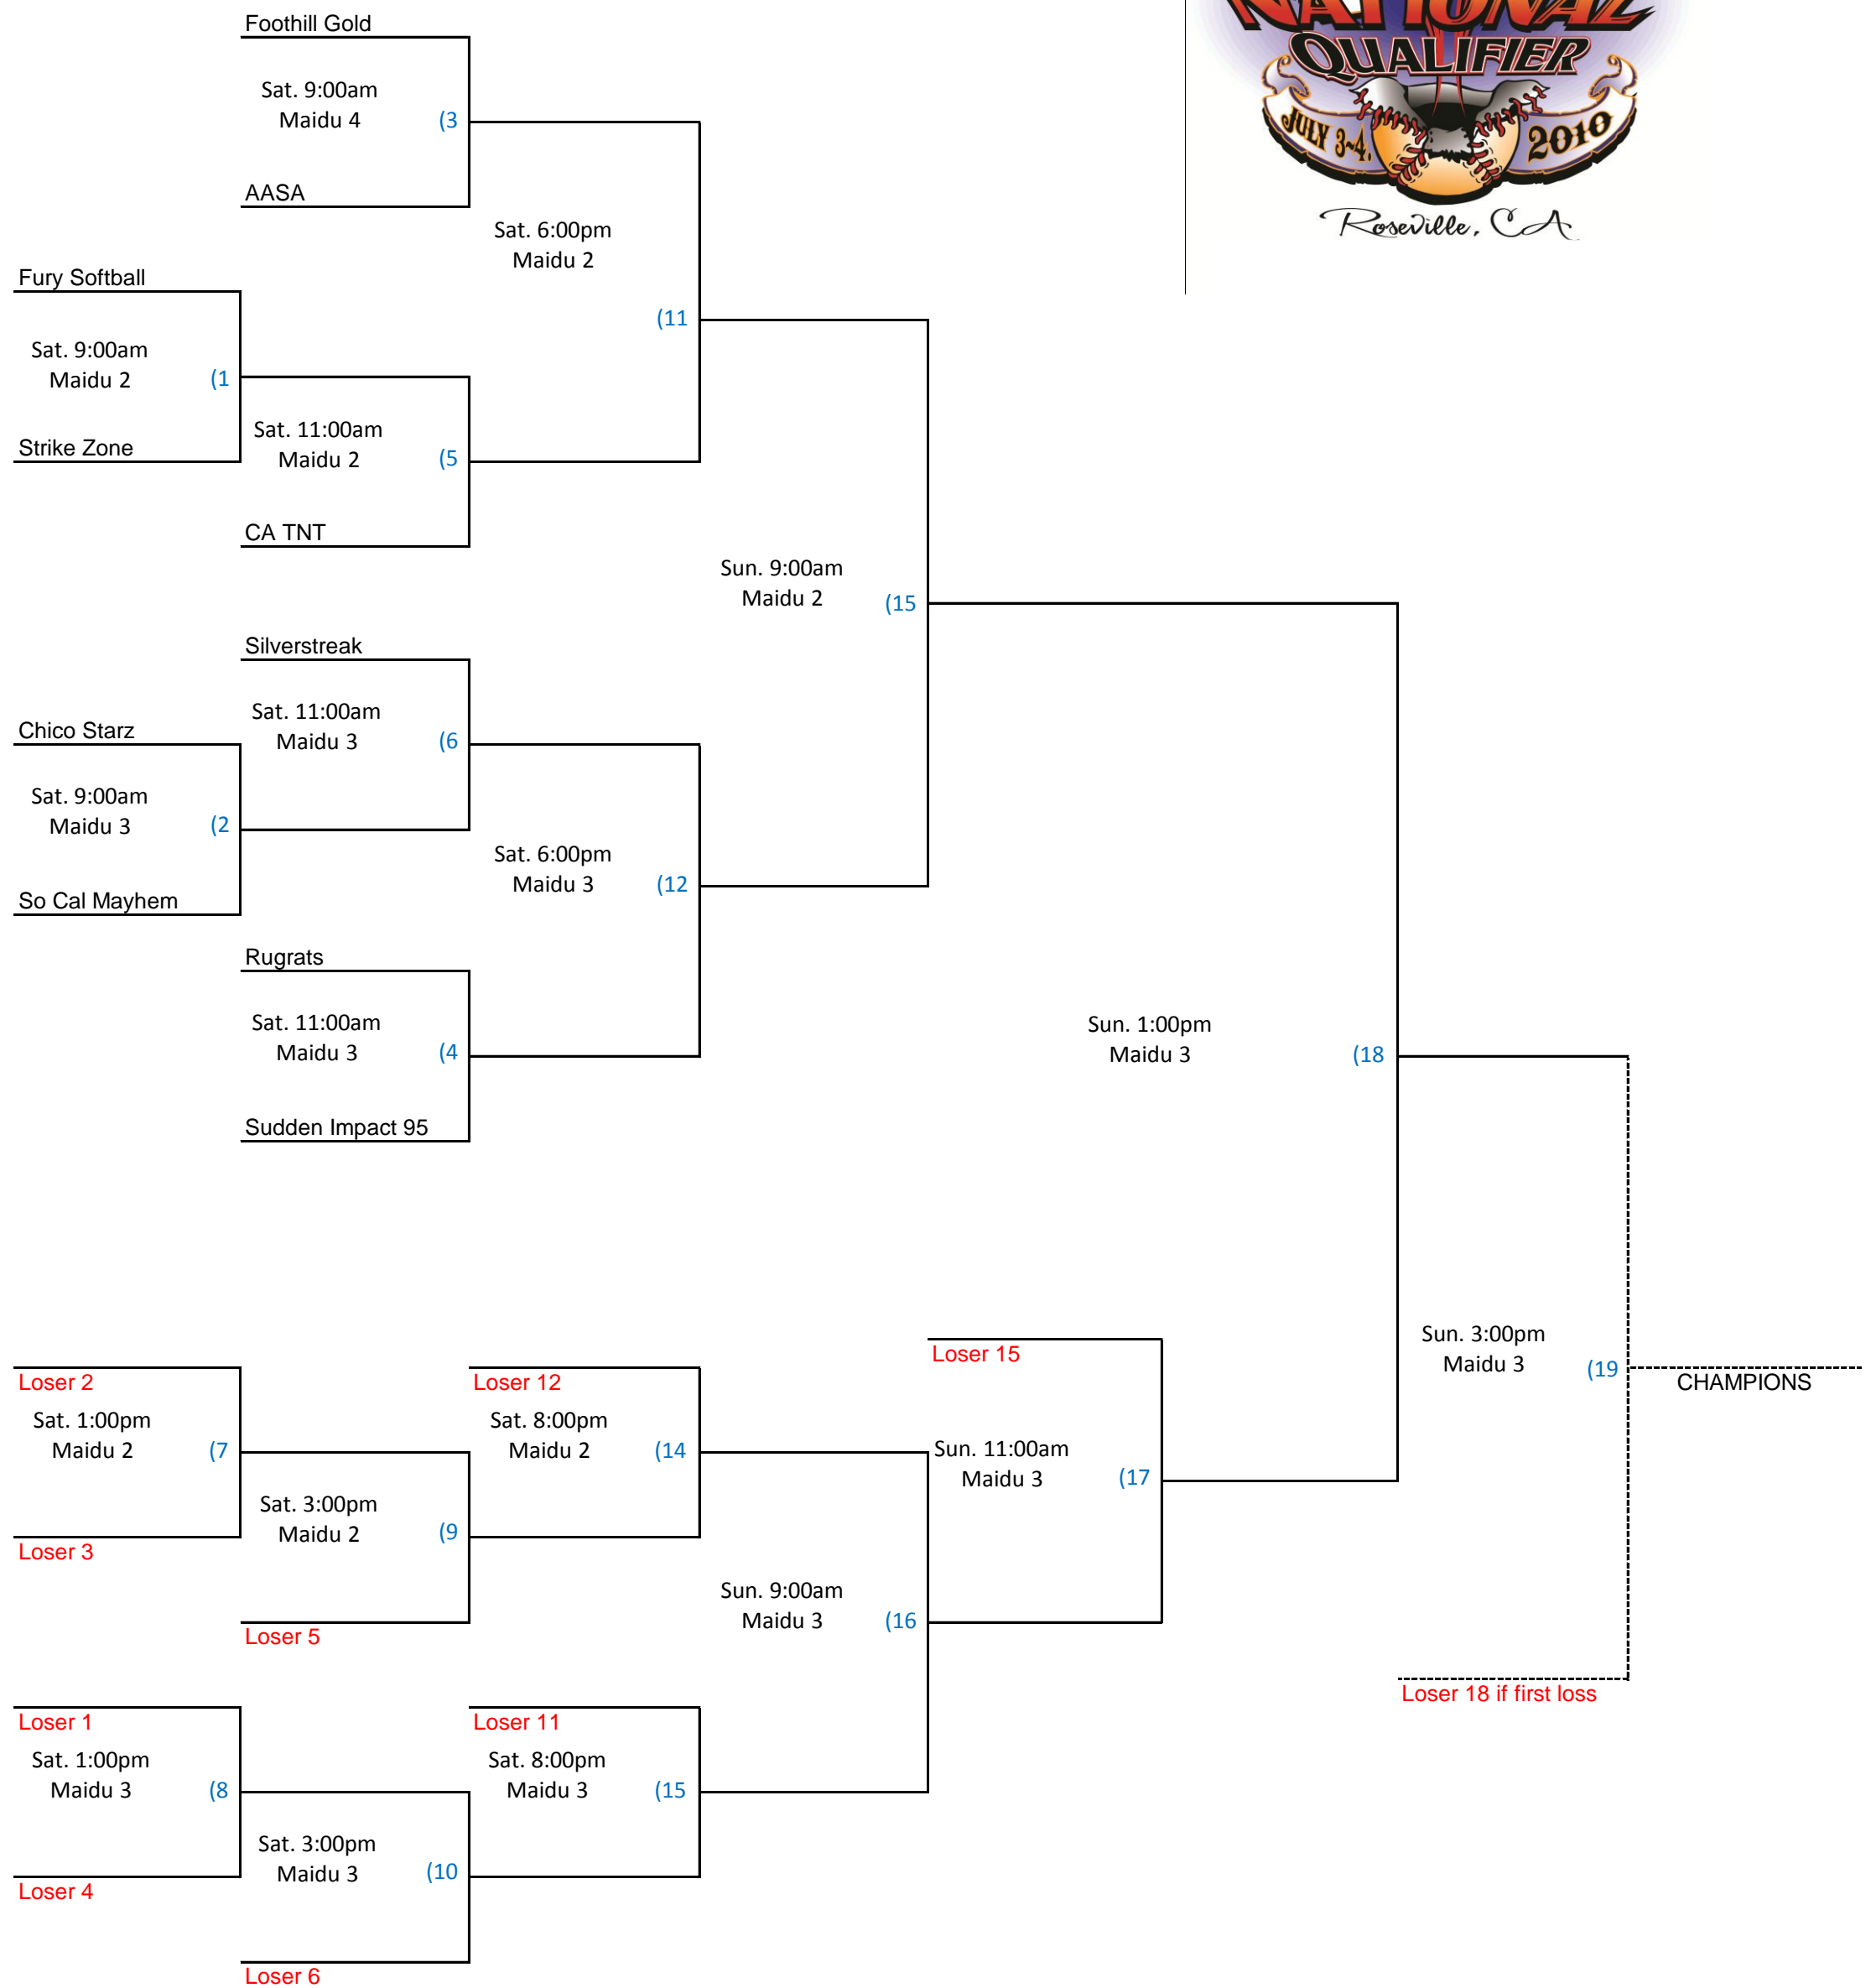 Foothill Gold
NATIONAL
QUALIFIER
JULY 3-4, 2010
Roseville, CA
Sat. 9:00am
Maidu 4
(3
AASA
Sat. 6:00pm
Maidu 2
(11
Fury Softball
Sat. 9:00am
Maidu 2
(1
Strike Zone
Sat. 11:00am
Maidu 2
(5
CA TNT
Sun. 9:00am
Maidu 2
(15
Silverstreak
Sat. 11:00am
Maidu 3
(6
Chico Starz
Sat. 9:00am
Maidu 3
(2
So Cal Mayhem
Sat. 6:00pm
Maidu 3
(12
Rugrats
Sat. 11:00am
Maidu 3
(4
Sudden Impact 95
Sun. 1:00pm
Maidu 3
(18
Sun. 3:00pm
Maidu 3
(19
CHAMPIONS
Loser 15
Loser 2
Sat. 1:00pm
Maidu 2
(7
Loser 3
Loser 12
Sat. 8:00pm
Maidu 2
(14
Sun. 11:00am
Maidu 3
(17
Sat. 3:00pm
Maidu 2
(9
Loser 5
Sun. 9:00am
Maidu 3
(16
Loser 18 if first loss
Loser 1
Sat. 1:00pm
Maidu 3
(8
Loser 4
Loser 11
Sat. 8:00pm
Maidu 3
(15
Sat. 3:00pm
Maidu 3
(10
Loser 6